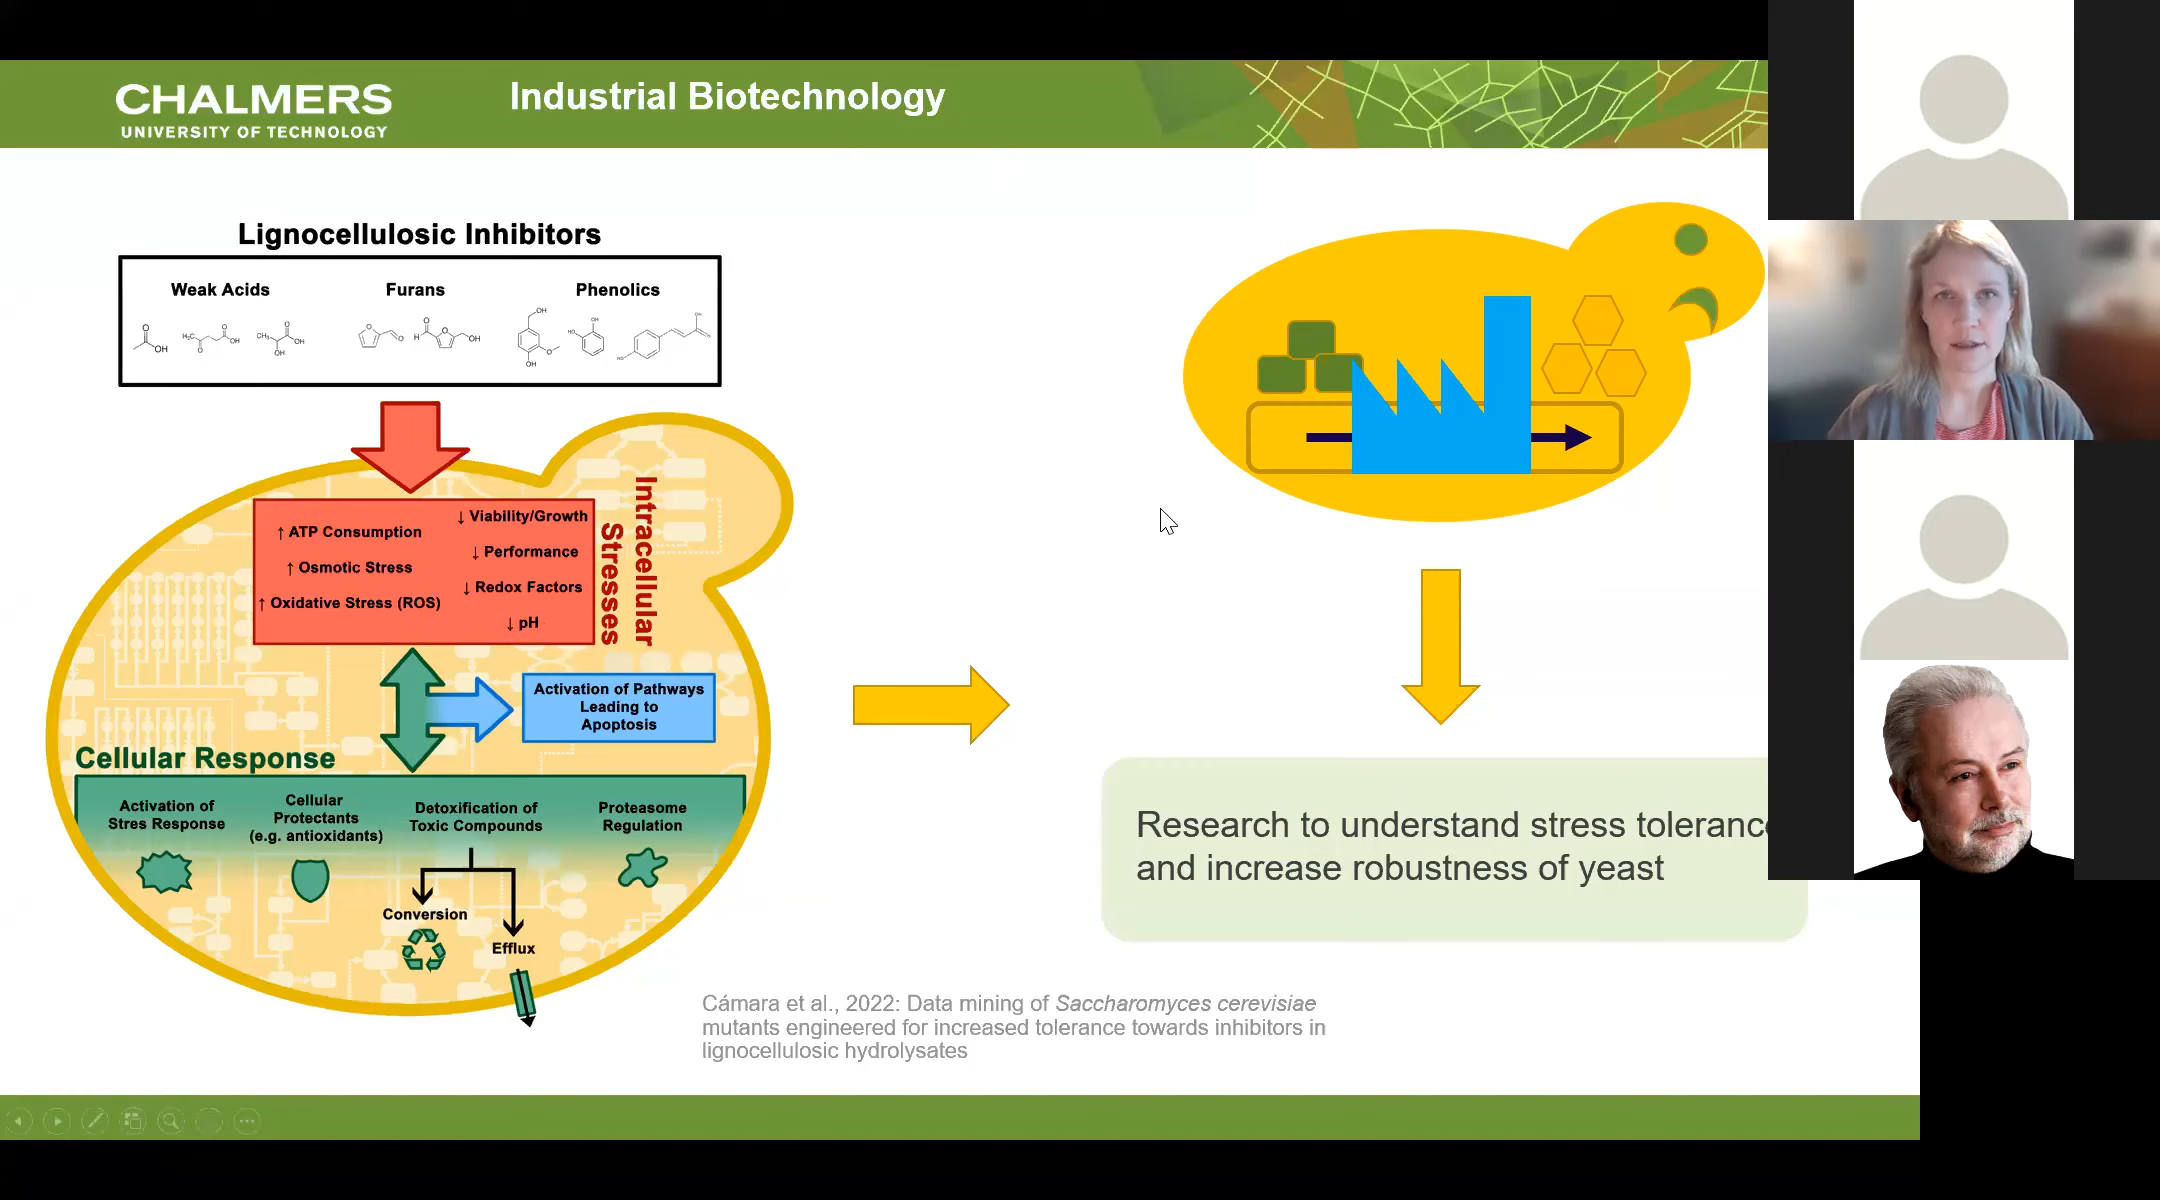 CHALMERS
UNIVERSITY OF TECHNOLOGY
Industrial Biotechnology
Lignocellulosic Inhibitors
Weak Acids
Furans
Phenolics
↑ ATP Consumption
↑ Osmotic Stress
↑ Oxidative Stress (ROS)
↓ Viability/Growth
↓ Performance
↓ Redox Factors
↓ pH
Intracellular
Stresses
Activation of Pathways
Leading to
Apoptosis
Cellular Response
Activation of
Stres Response
Cellular
Protectants
(e.g. antioxidants)
Detoxification of
Toxic Compounds
Proteasome
Regulation
Conversion
Efflux
Research to understand stress toleranc
and increase robustness of yeast
Cámara et al., 2022: Data mining of Saccharomyces cerevisiae
mutants engineered for increased tolerance towards inhibitors in
lignocellulosic hydrolysates